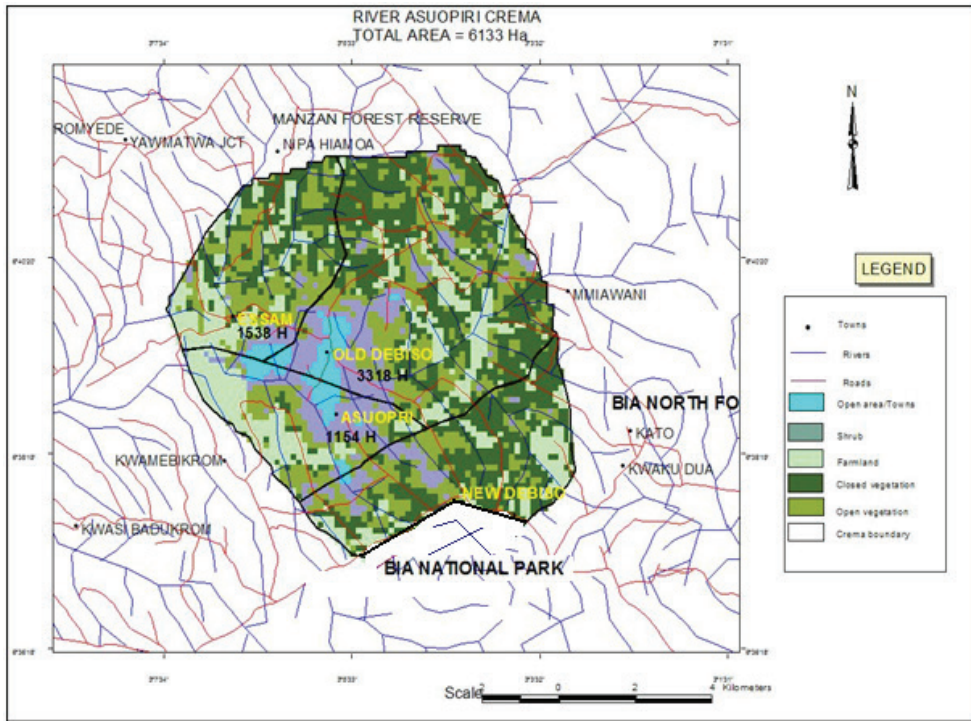 RIVER ASUOPIRI CREMA
TOTAL AREA = 6133 Ha
N
MANZAN FOREST RESERVE
ROMYEDE
YAWMATWA JCT
NIPA HIAMOA
MMIAWANI
ESSAM
1538 H
OLD DEBISO
3318 H
ASUOPRI
1154 H
BIA NORTH FO
KATO
KWAMEBIKROM
KWAKU DUA
NEW DEBISO
KWASI BADUKROM
BIA NATIONAL PARK
LEGEND
Towns
Rivers
Roads
Open area/Towns
Shrub
Farmland
Closed vegetation
Open vegetation
Crema boundary
Scale
2 0 2 4 Kilometers